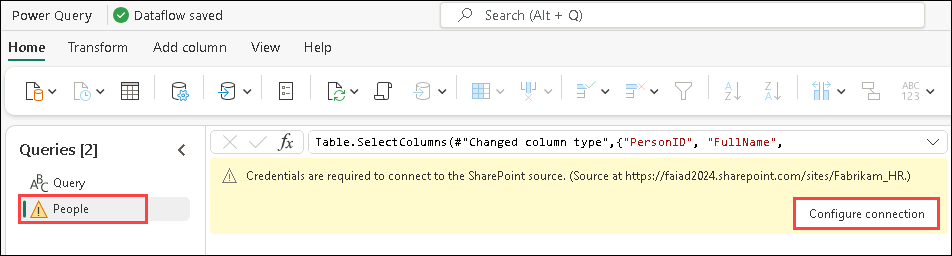 Power Query
Dataflow saved
Search (Alt + Q)
Home
Transform
Add column
View
Help
ABC
123
Queries [2]
fx
Table.SelectColumns(#"Changed column type",{"PersonID", "FullName",
ABC
Query
People
Credentials are required to connect to the SharePoint source. (Source at https://faiad2024.sharepoint.com/sites/Fabrikam_HR.)
Configure connection